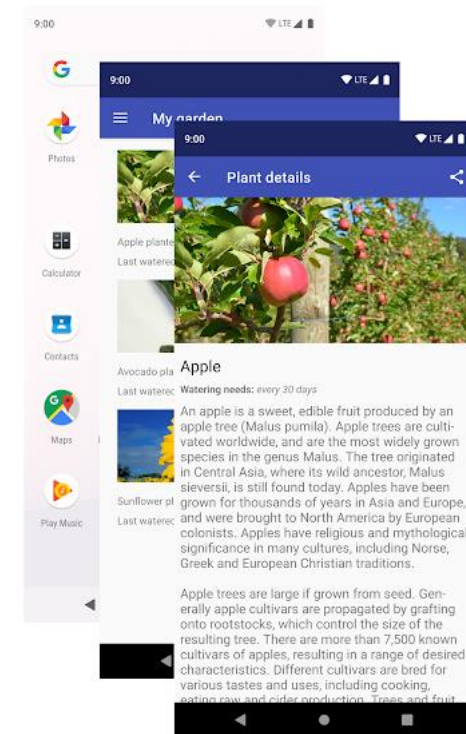 9:00
LTE
G
Photos
Calculator
Contacts
Maps
Play Music
9:00
LTE
My garden
Apple plante
Last watered
Avocado pla
Last watered
Sunflower pl
Last watered
9:00
LTE
Plant details
Apple
Watering needs: every 30 days
An apple is a sweet, edible fruit produced by an
apple tree (Malus pumila). Apple trees are culti-
vated worldwide, and are the most widely grown
species in the genus Malus. The tree originated
in Central Asia, where its wild ancestor, Malus
sieversii, is still found today. Apples have been
grown for thousands of years in Asia and Europe,
and were brought to North America by European
colonists. Apples have religious and mythological
significance in many cultures, including Norse,
Greek and European Christian traditions.
Apple trees are large if grown from seed. Gen-
erally apple cultivars are propagated by grafting
onto rootstocks, which control the size of the
resulting tree. There are more than 7,500 known
cultivars of apples, resulting in a range of desired
characteristics. Different cultivars are bred for
various tastes and uses, including cooking,
eating raw and cider production. Trees and fruit